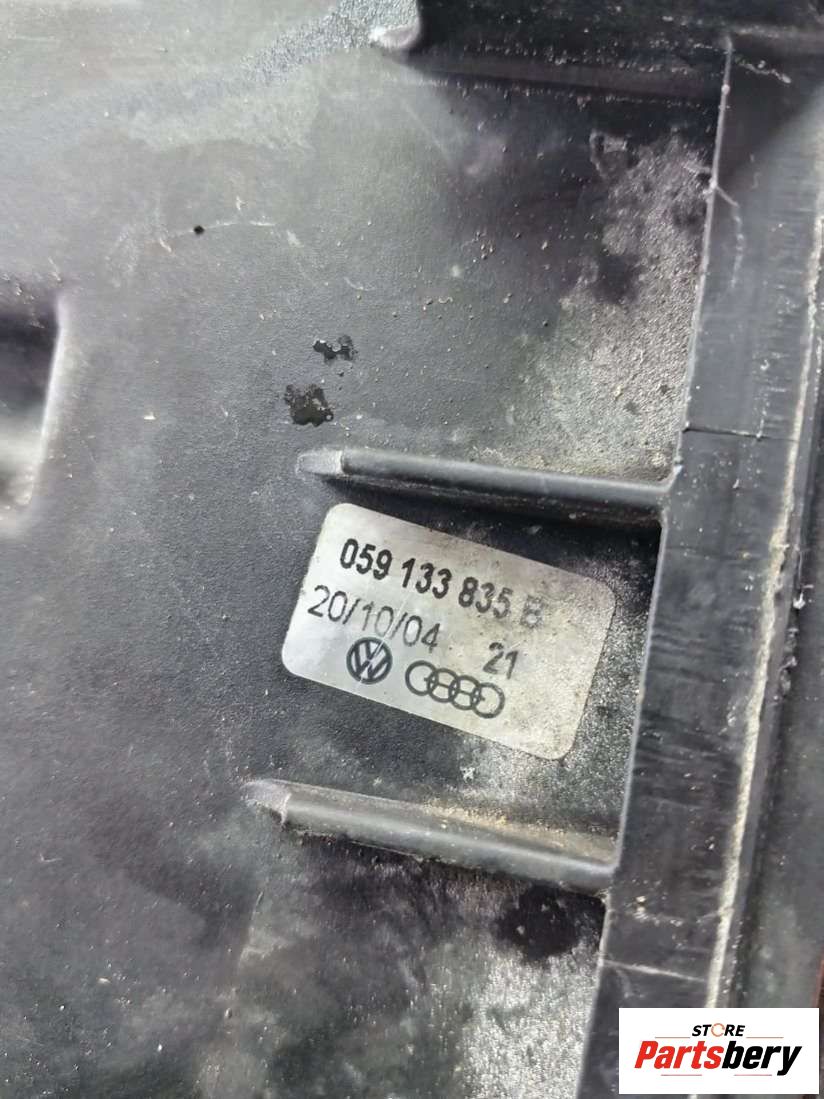 059 133 835 B
20/10/04 21
STORE
Partsbery